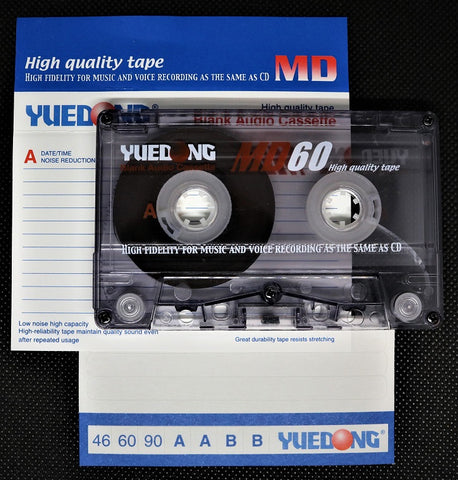 High quality tape
HIGH FIDELITY FOR MUSIC AND VOICE RECORDING AS THE SAME AS CD
MD
YUEDONG®
High quality tape
Blank Audio Cassette
A DATE/TIME
NOISE REDUCTION
YUEDONG
Blank Audio Cassette
MD60
High quality tape
A
HIGH FIDELITY FOR MUSIC AND VOICE RECORDING AS THE SAME AS CD
Low noise high capacity
High-reliability tape maintain quality sound even
after repeated usage
Great durability tape resists stretching
46 60 90 A A B B YUEDONG®